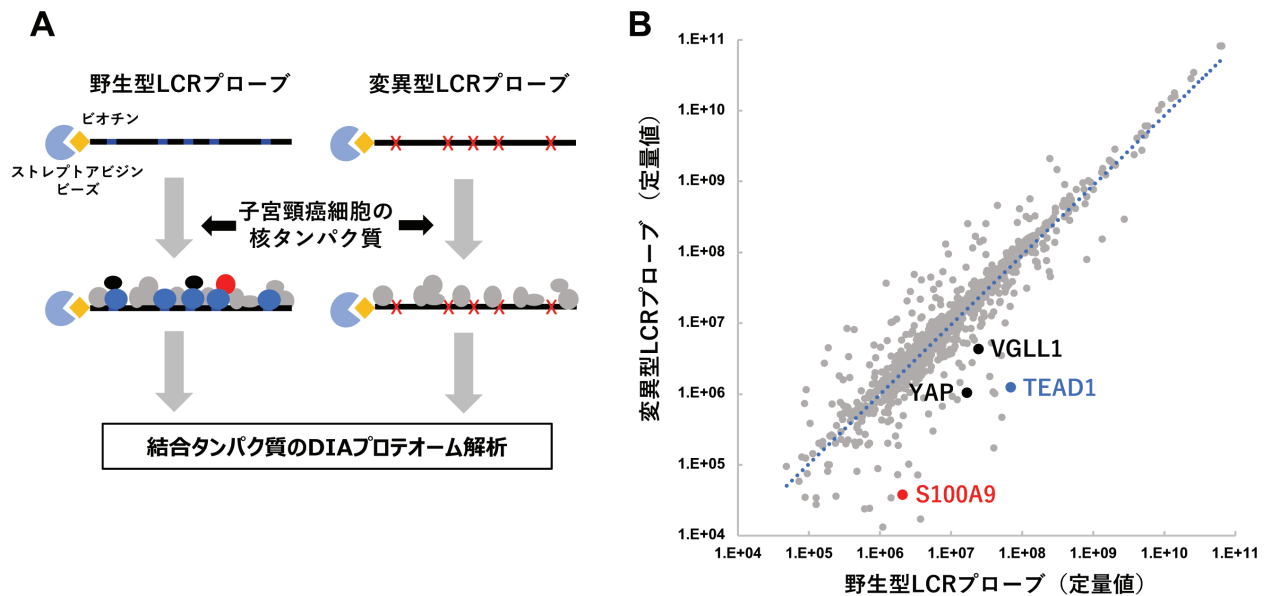 A
野生型LCRプローブ
変異型LCRプローブ
ビオチン
ストレプトアビジン
ビーズ
子宮頸癌細胞の
核タンパク質
結合タンパク質のDIAプロテオーム解析
B
変異型LCRプローブ（定量値）
1.E+11
1.E+10
1.E+09
1.E+08
1.E+07
1.E+06
1.E+05
1.E+04
VGLL1
YAP
TEAD1
S100A9
1.E+04 1.E+05 1.E+06 1.E+07 1.E+08 1.E+09 1.E+10 1.E+11
野生型LCRプローブ（定量値）